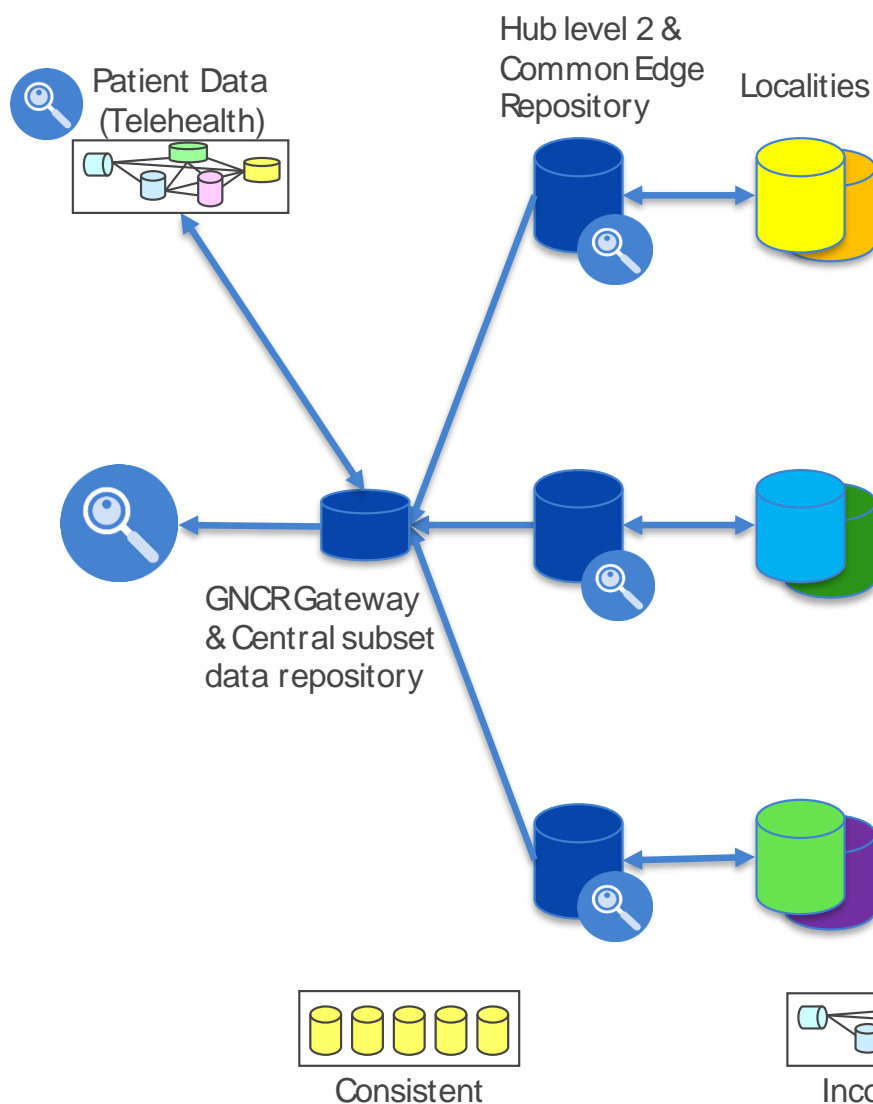 Hub level 2 &
Common Edge
Repository
Localities
Patient Data
(Telehealth)
GNCR Gateway
& Central subset
data repository
Consistent